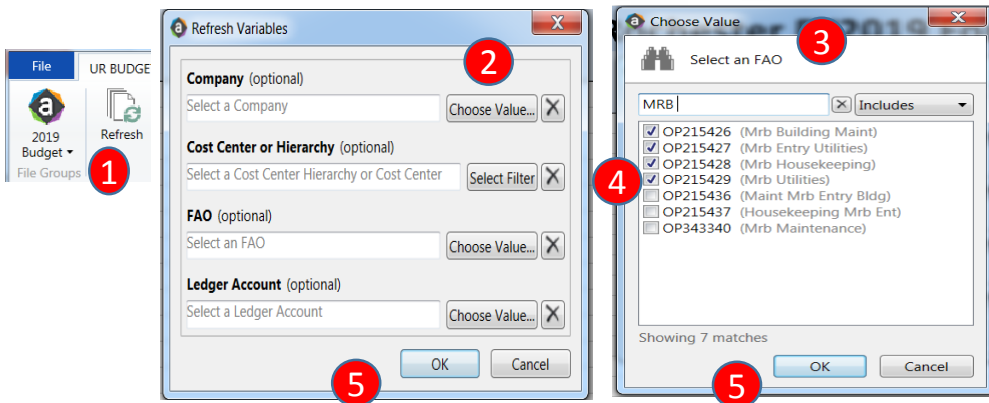 File UR BUDGE
2019
Budget
Refresh
File Groups
1
Refresh Variables
2
Company (optional)
Select a Company
Choose Value...
Cost Center or Hierarchy (optional)
Select a Cost Center Hierarchy or Cost Center
Select Filter
FAO (optional)
Select an FAO
Choose Value...
Ledger Account (optional)
Select a Ledger Account
Choose Value...
OK Cancel
5
Choose Value
3
Select an FAO
MRB Includes
OP215426 (Mrb Building Maint)
OP215427 (Mrb Entry Utilities)
OP215428 (Mrb Housekeeping)
4
OP215429 (Mrb Utilities)
OP215436 (Maint Mrb Entry Bldg)
OP215437 (Housekeeping Mrb Ent)
OP343340 (Mrb Maintenance)
Showing 7 matches
OK Cancel
5